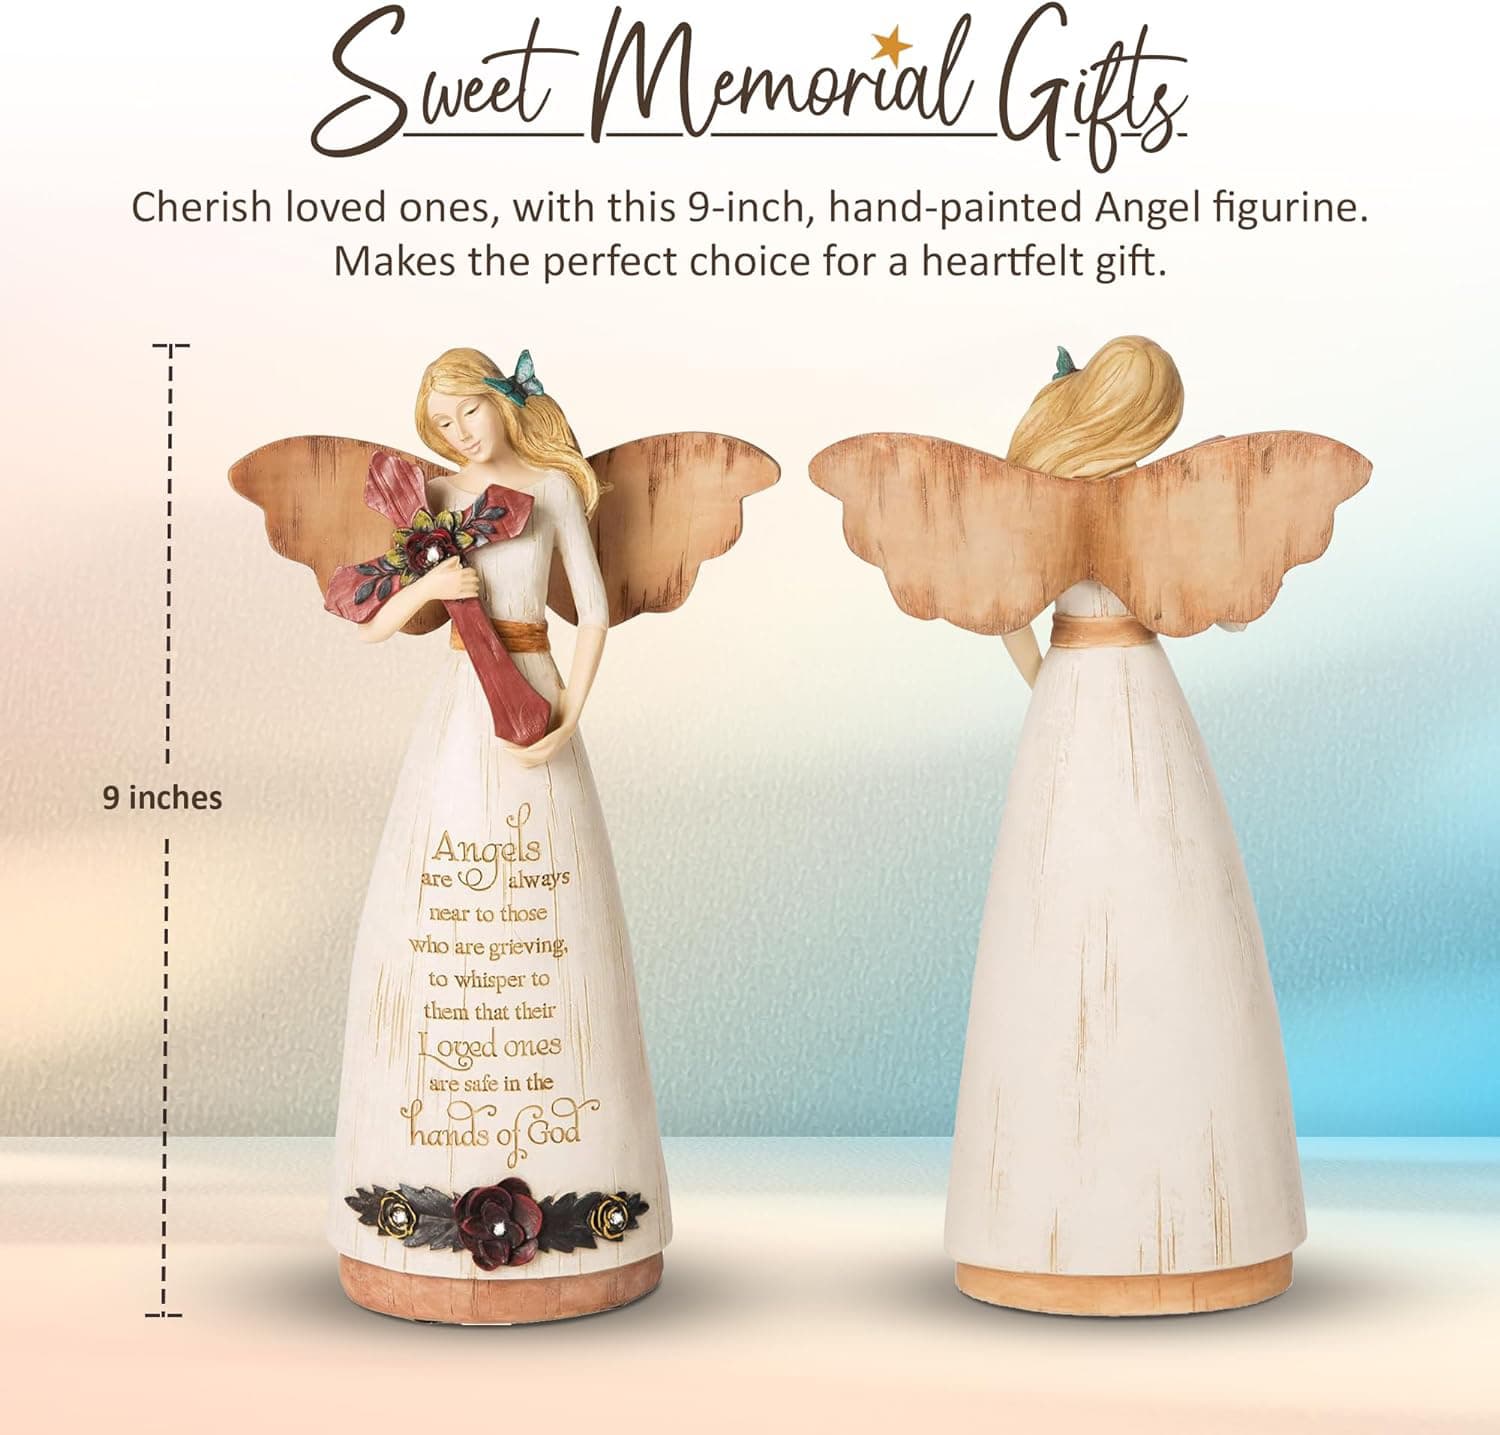 Sweet Memorial Gifts
Cherish loved ones, with this 9-inch, hand-painted Angel figurine.
Makes the perfect choice for a heartfelt gift.
9 inches
Angels
are always
near to those
who are grieving,
to whisper to
them that their
Loved ones
are safe in the
hands of God